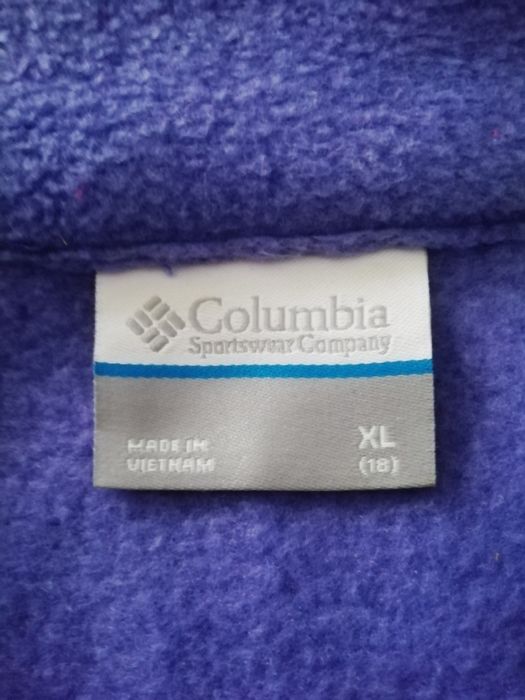 Columbia
Sportswear Company
MADE IN
VIETNAM
XL
(18)